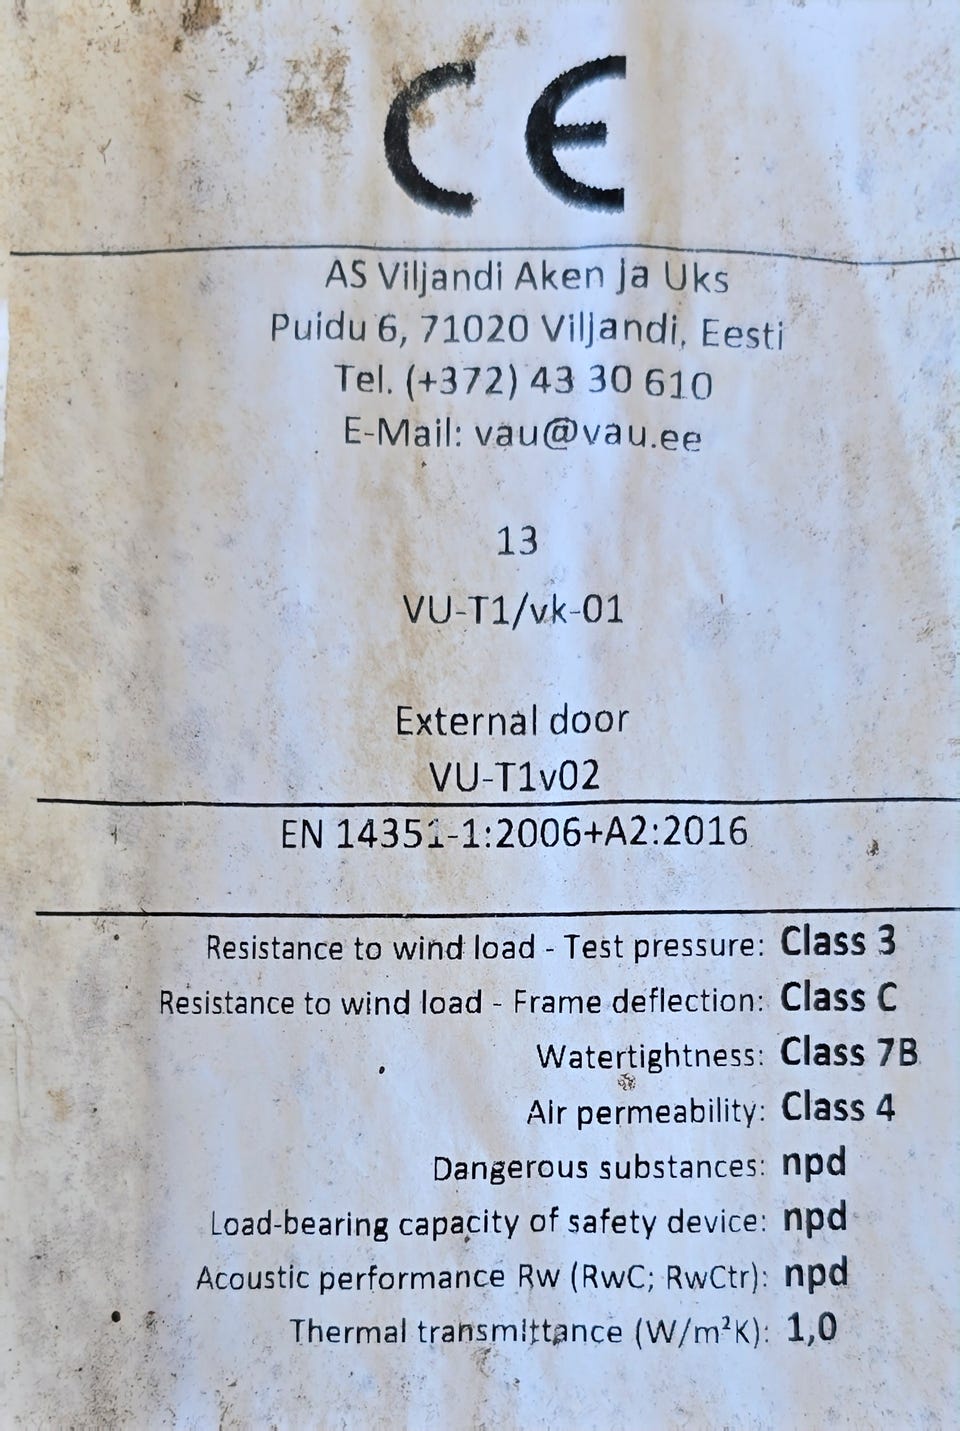 CE
AS Viljandi Aken ja Uks
Puidu 6, 71020 Viljandi, Eesti
Tel. (+372) 43 30 610
E-Mail: vau@vau.ee
13
VU-T1/vk-01
External door
VU-T1v02
EN 14351-1:2006+A2:2016
Resistance to wind load - Test pressure: Class 3
Resistance to wind load - Frame deflection: Class C
Watertightness: Class 7B
Air permeability: Class 4
Dangerous substances: npd
Load-bearing capacity of safety device: npd
Acoustic performance Rw (RwC; RwCtr): npd
Thermal transmittance (W/m²K): 1,0